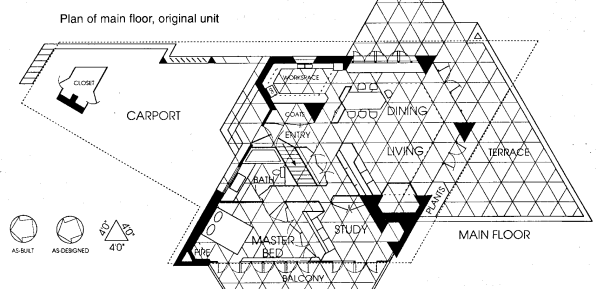 Plan of main floor, original unit
CLOSET
WORKSPACE
CARPORT
COATS
DINING
ENTRY
LIVING
TERRACE
BATH
PLANTS
STUDY
MAIN FLOOR
MASTER
BED
FIRE
BALCONY
4'0" 4'0"
4'0"
AS-BUILT
AS-DESIGNED